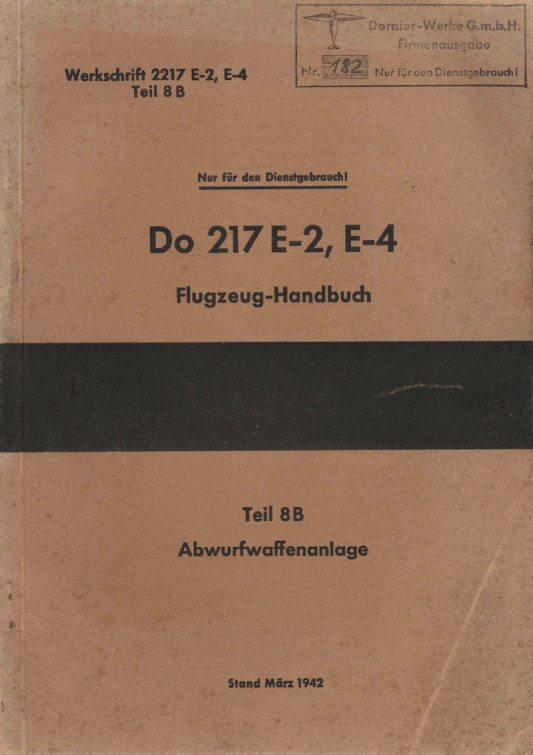 Dornier-Werke G.m.b.H.
Firmenausgabe
Nr. 182 Nur für den Dienstgebrauch!
Werkschrift 2217 E-2, E-4
Teil 8 B
Nur für den Dienstgebrauch!
Do 217 E-2, E-4
Flugzeug-Handbuch
Teil 8 B
Abwurfwaffenanlage
Stand März 1942